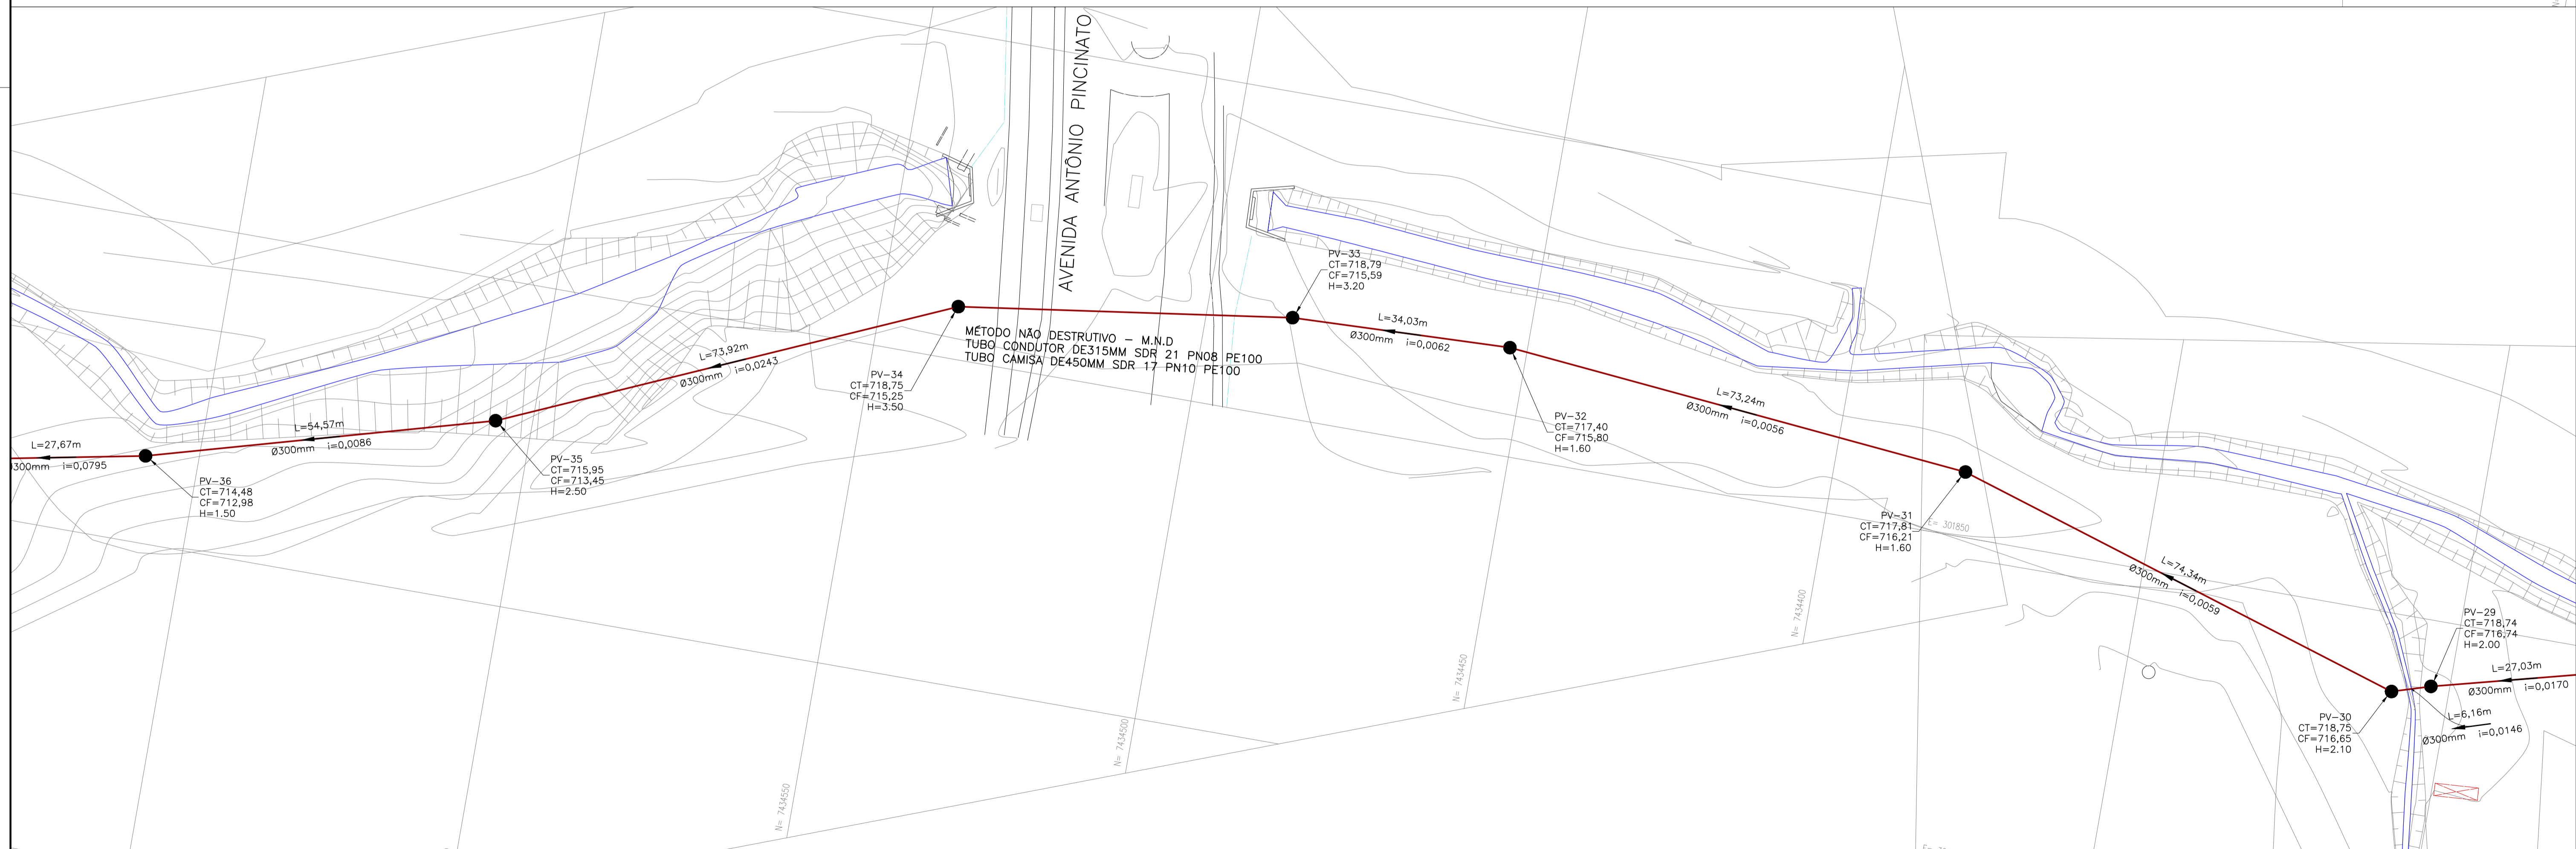 AVENIDA ANTÔNIO PINCINATO
L=27,67m
i=0,0795
PV-36
CT=714,48
CF=712,98
H=1.50
L=54,57m
Ø300mm i=0,0086
PV-35
CT=715,95
CF=713,45
H=2.50
L=73,92m
Ø300mm i=0,0243
PV-34
CT=718,75
CF=715,25
H=3.50
MÉTODO NÃO DESTRUTIVO - M.N.D
TUBO CONDUTOR DE315MM SDR 21 PN08 PE100
TUBO CAMISA DE450MM SDR 17 PN10 PE100
PV-33
CT=718,79
CF=715,59
H=3.20
L=34,03m
Ø300mm i=0,0062
PV-32
CT=717,40
CF=715,80
H=1.60
L=73,24m
Ø300mm i=0,0056
PV-31
CT=717,81
CF=716,21
H=1.60
E= 301850
L=74,34m
Ø300mm i=0,0059
PV-29
CT=718,74
CF=716,74
H=2.00
L=27,03m
Ø300mm i=0,0170
PV-30
CT=718,75
CF=716,65
H=2.10
L=6,16m
Ø300mm i=0,0146
N= 7434550
N= 7434500
N= 7434450
N= 7434400